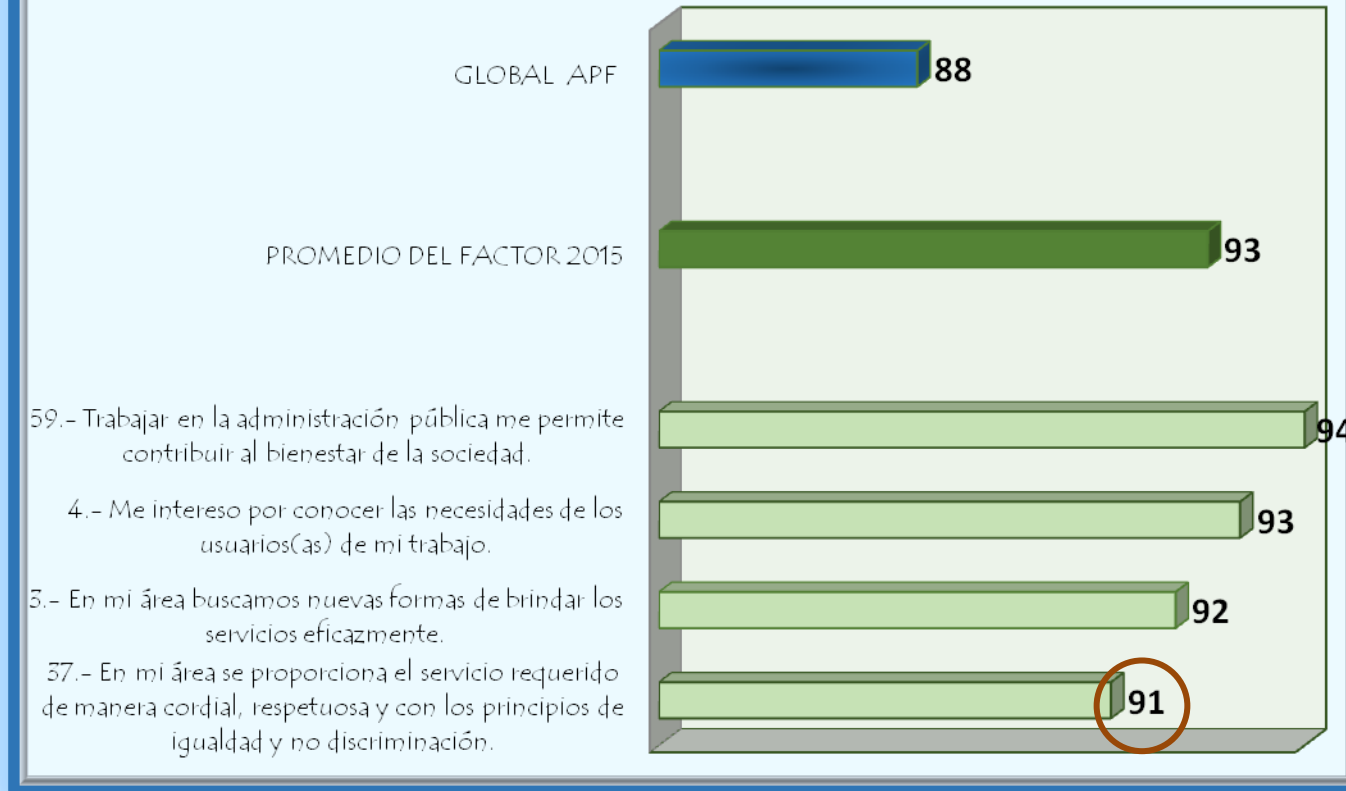 GLOBAL APF
88
PROMEDIO DEL FACTOR 2015
93
59.- Trabajar en la administración pública me permite
contribuir al bienestar de la sociedad.
94
4.- Me intereso por conocer las necesidades de los
usuarios(as) de mi trabajo.
93
3.- En mi área buscamos nuevas formas de brindar los
servicios eficazmente.
92
37.- En mi área se proporciona el servicio requerido
de manera cordial, respetuosa y con los principios de
igualdad y no discriminación.
91